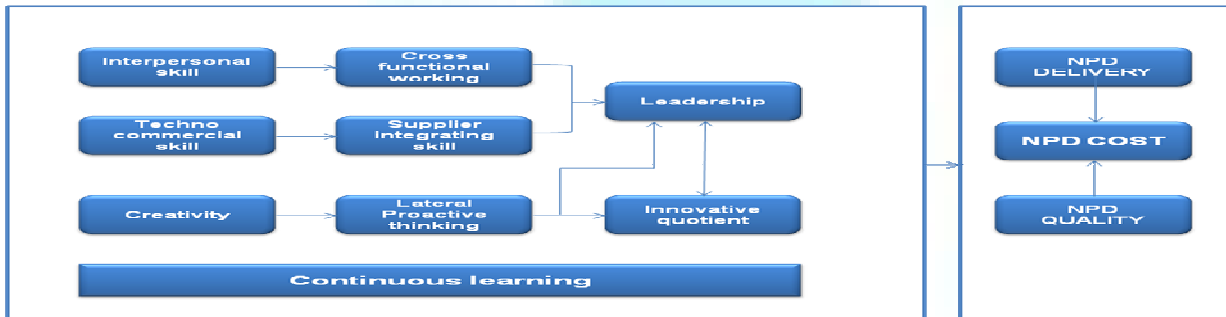 Interpersonal
skill
Cross
functional
working
Leadership
Techno
commercial
skill
Supplier
integrating
skill
Creativity
Lateral
Proactive
thinking
Innovative
quotient
Continuous learning
NPD
DELIVERY
NPD COST
NPD
QUALITY